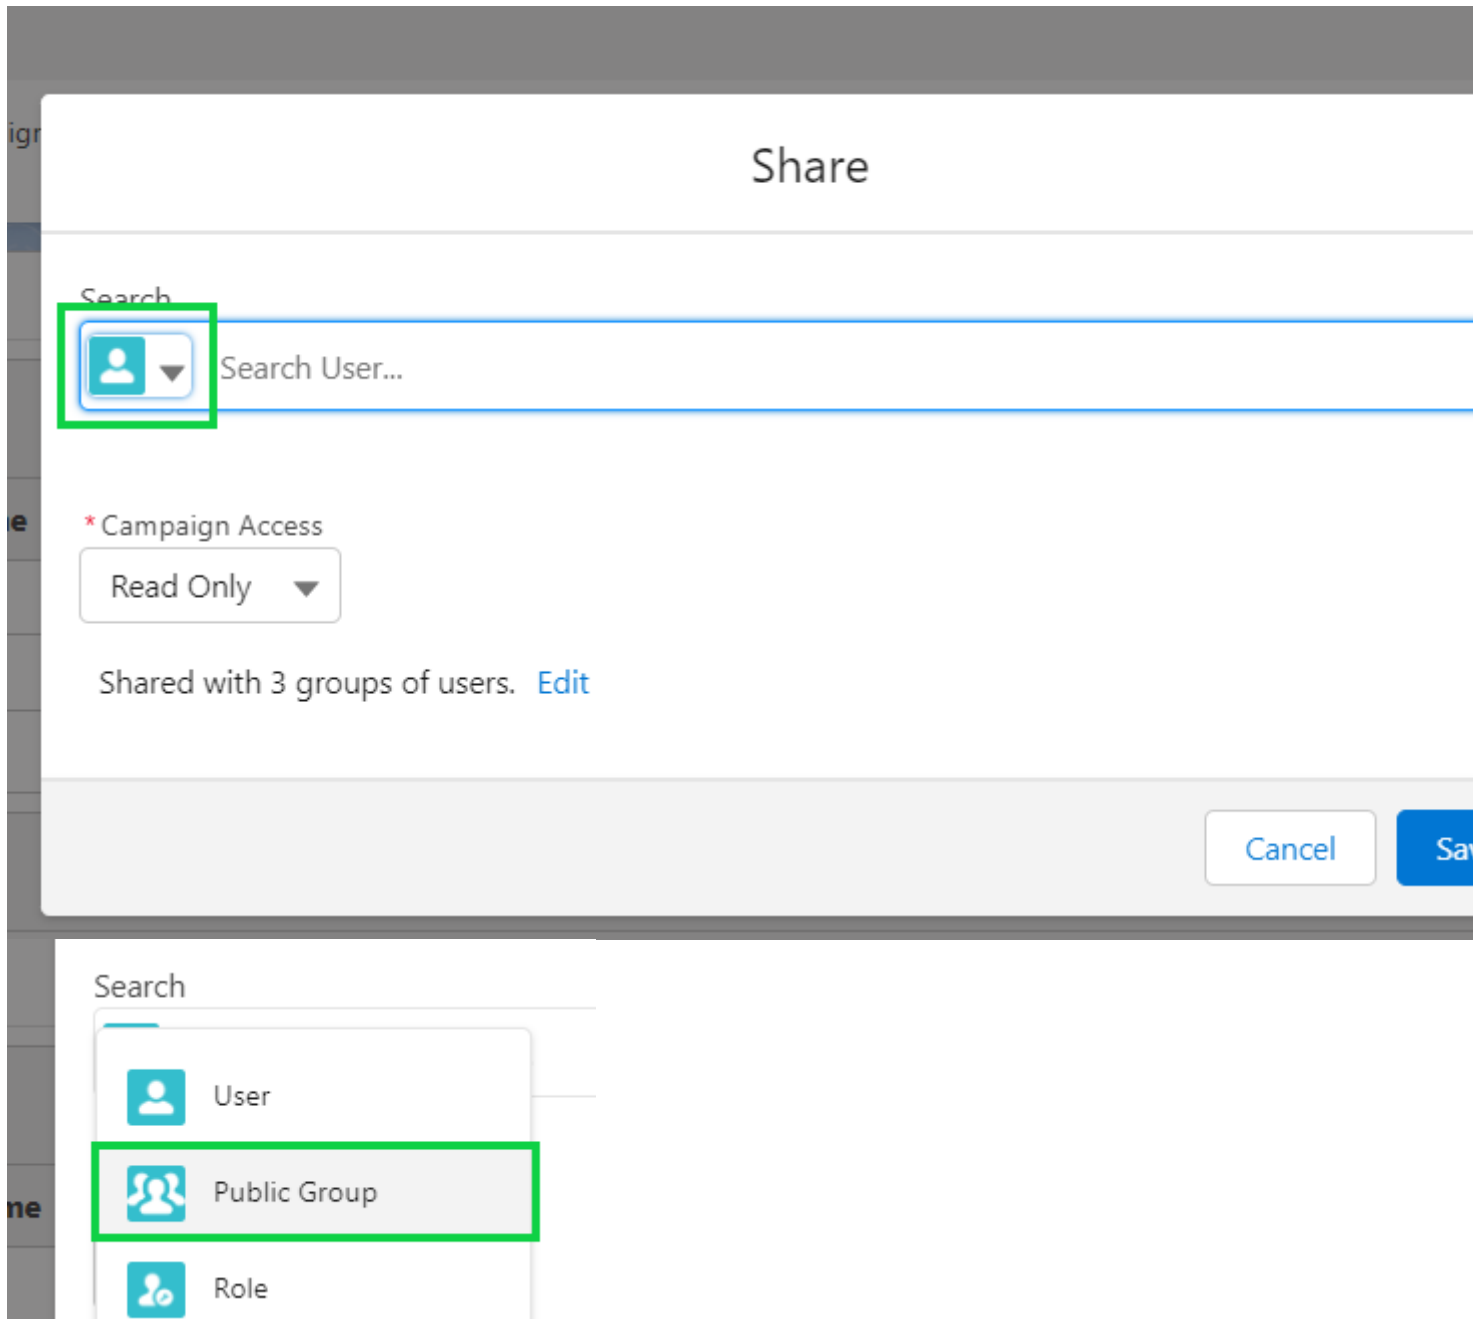 Share
Search
Search User...
* Campaign Access
Read Only
Shared with 3 groups of users. Edit
Cancel
Search
User
Public Group
Role